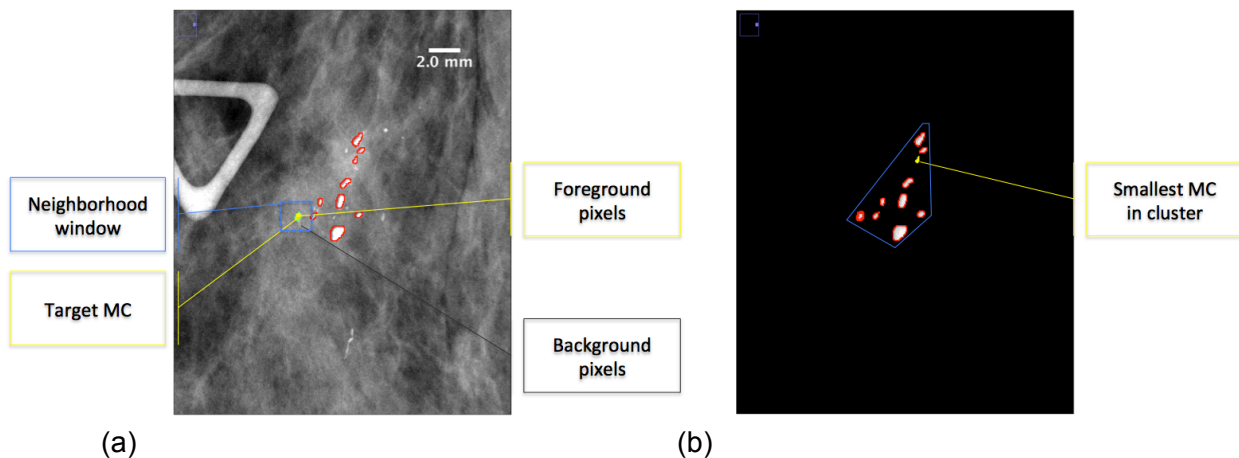 2.0 mm
Neighborhood
window
Target MC
Foreground
pixels
Background
pixels
Smallest MC
in cluster
(a)
(b)